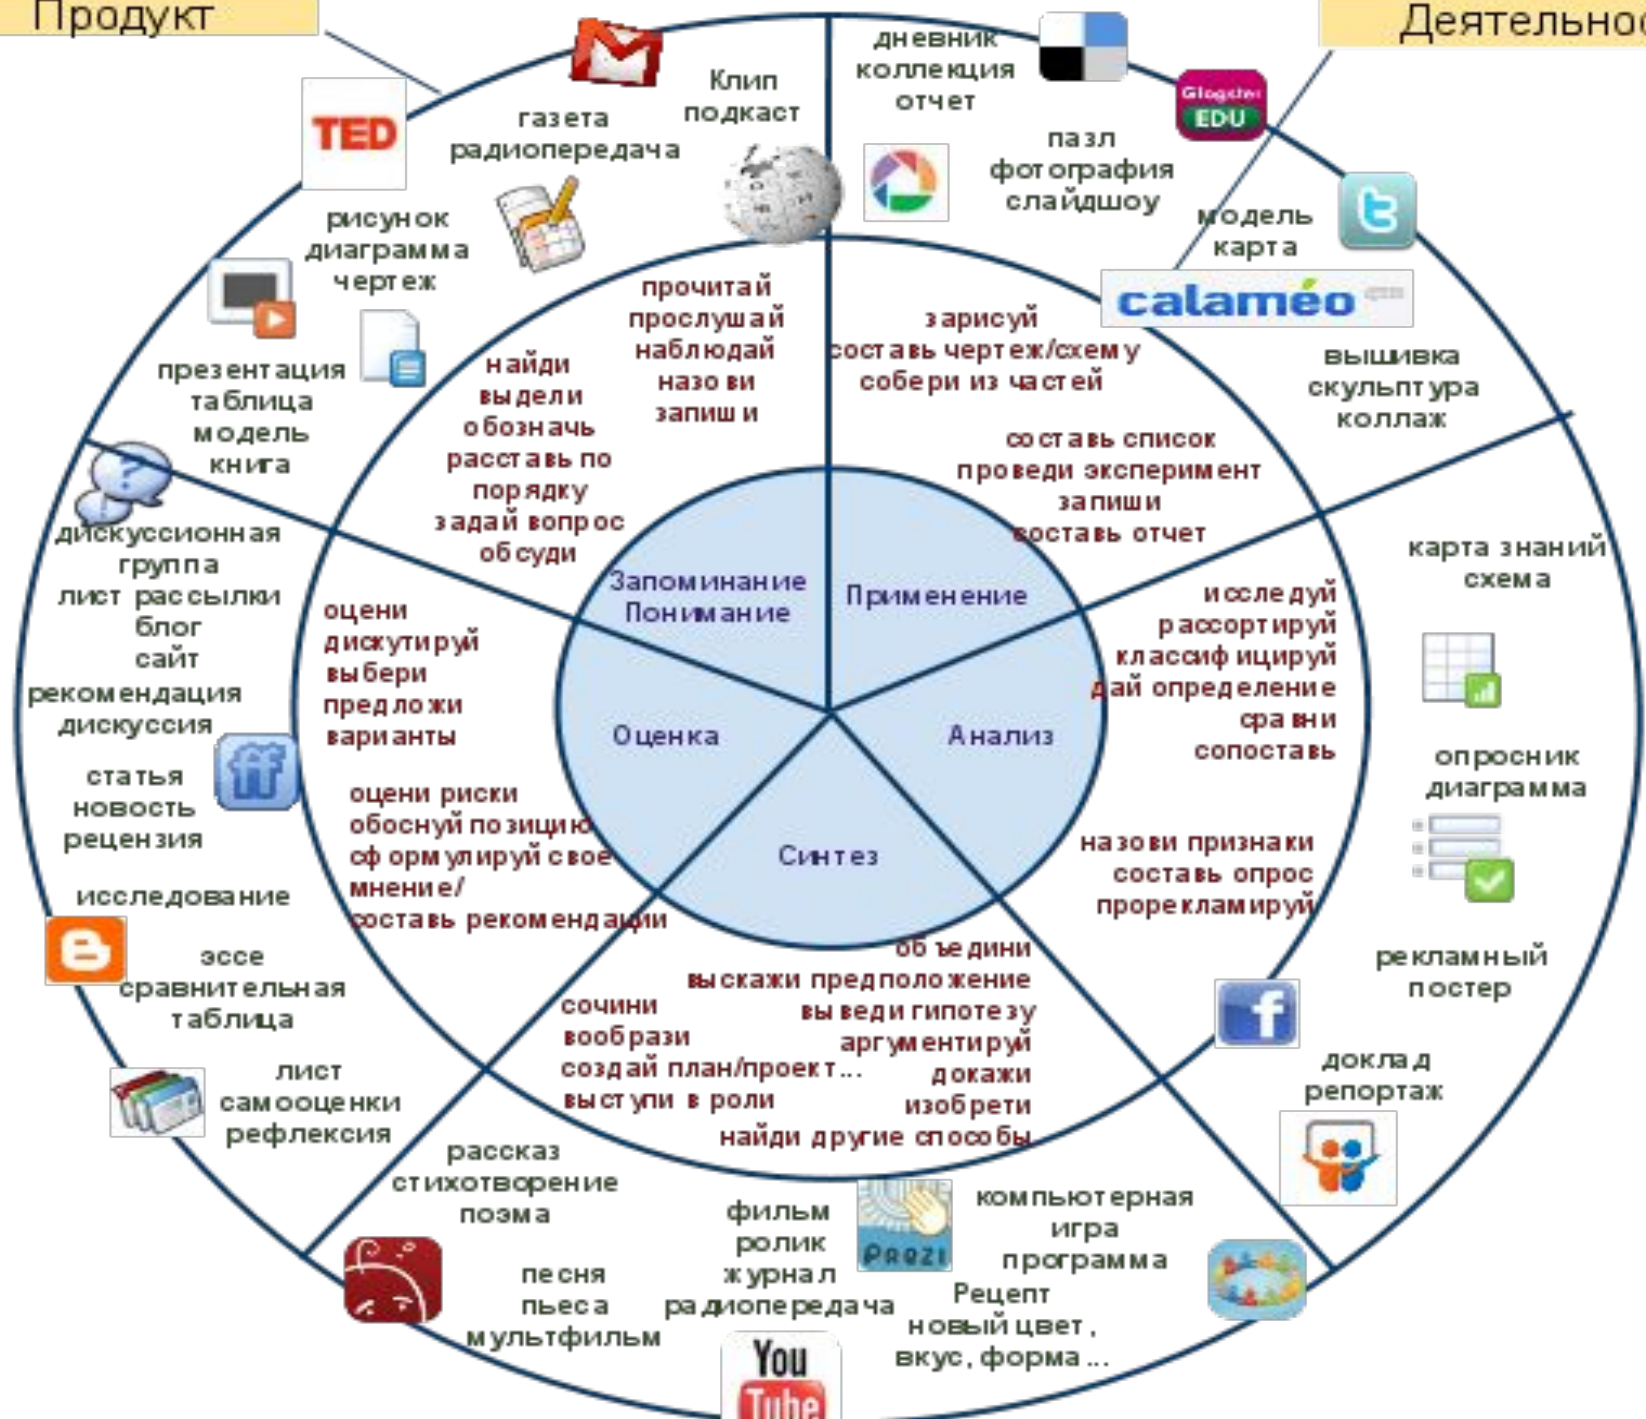 Продукт
Деятельнос
TED
газета
радиопередача
Клип
подкаст
рисунок
диаграмма
чертеж
презентация
таблица
модель
книга
дневник
коллекция
отчет
Glogster
EDU
пазл
фотография
слайдшоу
модель
карта
calaméo
вышивка
скульптура
коллаж
прочитай
прослушай
наблюдай
назови
запиши
найди
выдели
обозначь
расставь по
порядку
задай вопрос
обсуди
зарисуй
составь чертеж/схему
собери из частей
составь список
проведи эксперимент
запиши
составь отчет
Запоминание
Понимание
Применение
Оценка
Анализ
Синтез
дискуссионная
группа
лист рассылки
блог
сайт
рекомендация
дискуссия
ff
статья
новость
рецензия
исследование
эссе
сравнительная
таблица
лист
самооценки
рефлексия
оцени
дискутируй
выбери
предложи
варианты
оцени риски
обоснуй позицию
сформулируй свое
мнение/
составь рекомендации
исследуй
рассортируй
классифицируй
дай определение
сравни
сопоставь
назови признаки
составь опрос
прорекламируй
карта знаний
схема
опросник
диаграмма
рекламный
постер
f
доклад
репортаж
объедини
выскажи предположение
выведи гипотезу
аргументируй
докажи
изобрети
найди другие способы
сочини
вообрази
создай план/проект...
выступи в роли
рассказ
стихотворение
поэма
песня
пьеса
мультфильм
фильм
ролик
журнал
радиопередача
PREZI
компьютерная
игра
программа
Рецепт
новый цвет,
вкус, форма...
You
Tube